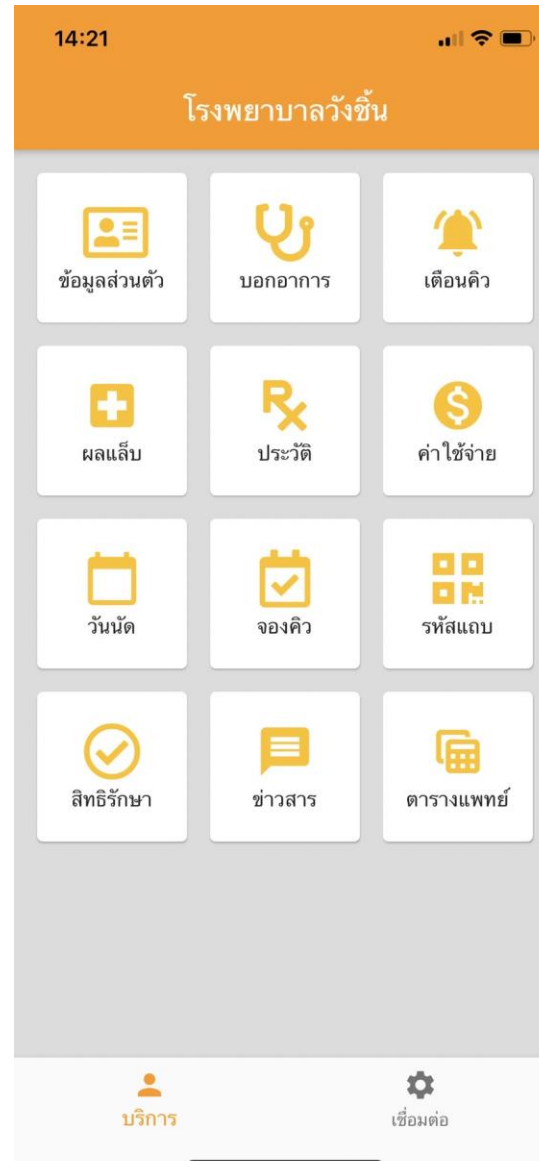 14:21
โรงพยาบาลวังชิ้น
ข้อมูลส่วนตัว
บอกอาการ
เตือนคิว
ผลแล็บ
ประวัติ
ค่าใช้จ่าย
วันนัด
จองคิว
รหัสแถบ
สิทธิรักษา
ข่าวสาร
ตารางแพทย์
บริการ
เชื่อมต่อ